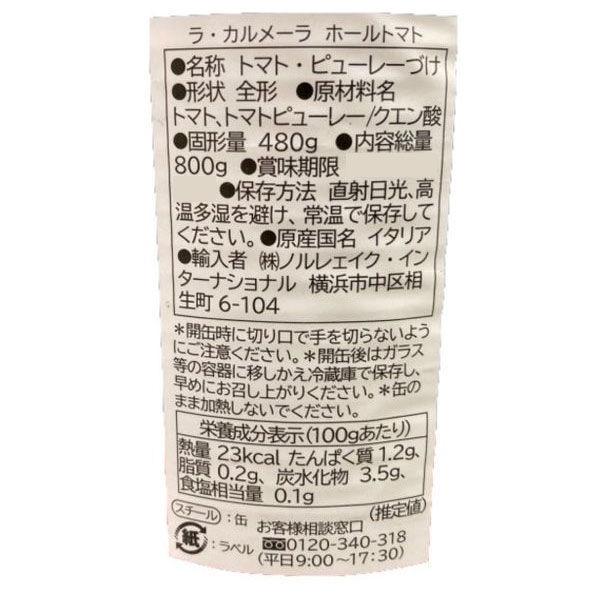 ラ・カルメーラ ホールトマト
●名称 トマト・ピューレーづけ
●形状 全形 ●原材料名
トマト、トマトピューレー/クエン酸
●固形量 480g ●内容総量
800g ●賞味期限
●保存方法 直射日光、高
温多湿を避け、常温で保存して
ください。●原産国名 イタリア
●輸入者 ㈱ノルレェイク・イン
ターナショナル 横浜市中区相
生町 6-104
*開缶時に切り口で手を切らないよう
にご注意ください。*開缶後はガラス
等の容器に移しかえ冷蔵庫で保存し、
早めにお召し上がりください。*缶の
まま加熱しないでください。
栄養成分表示(100gあたり)
熱量 23kcal たんぱく質 1.2g、
脂質 0.2g、炭水化物 3.5g、
食塩相当量 0.1g
(推定値)
スチール:缶 お客様相談窓口
紙:ラベル 0120-340-318
(平日9:00〜17:30)